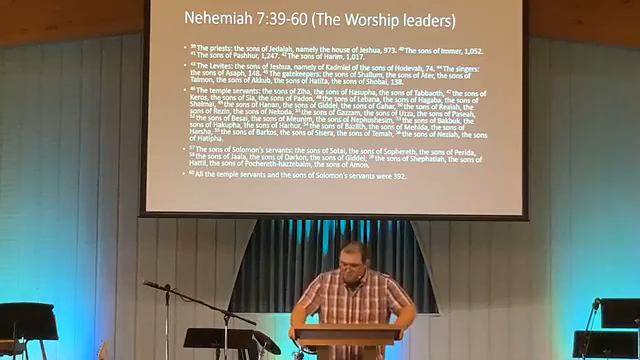 Nehemiah 7:39-60 (The Worship leaders)
• 39 The priests: the sons of Jedaiah, namely the house of Jeshua, 973. 40 The sons of Immer, 1,052.
41 The sons of Pashhur, 1,247. 42 The sons of Harim, 1,017.
• 43 The Levites: the sons of Jeshua, namely of Kadmiel of the sons of Hodevah, 74. 44 The singers:
the sons of Asaph, 148. 45 The gatekeepers: the sons of Shallum, the sons of Ater, the sons of
Talmon, the sons of Akkub, the sons of Hatita, the sons of Shobai, 138.
• 46 The temple servants: the sons of Ziha, the sons of Hasupha, the sons of Tabbaoth, 47 the sons of
Keros, the sons of Sia, the sons of Padon, 48 the sons of Lebana, the sons of Hagaba, the sons of
Shalmai, 49 the sons of Hanan, the sons of Giddel, the sons of Gahar, 50 the sons of Reaiah, the
sons of Rezin, the sons of Nekoda, 51 the sons of Gazzam, the sons of Uzza, the sons of Paseah,
52 the sons of Besai, the sons of Meunim, the sons of Nephushesim, 53 the sons of Bakbuk, the
sons of Hakupha, the sons of Harhur, 54 the sons of Bazlith, the sons of Mehida, the sons of
Harsha, 55 the sons of Barkos, the sons of Sisera, the sons of Temah, 56 the sons of Neziah, the sons
of Hatipha.
• 57 The sons of Solomon's servants: the sons of Sotai, the sons of Sophereth, the sons of Perida,
58 the sons of Jaala, the sons of Darkon, the sons of Giddel, 59 the sons of Shephatiah, the sons of
Hattil, the sons of Pochereth-hazzebaim, the sons of Amon.
• 60 All the temple servants and the sons of Solomon's servants were 392.